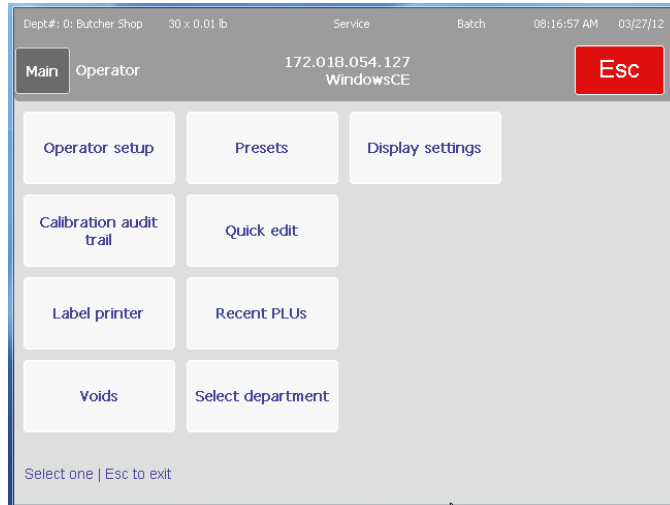 Dept#: 0: Butcher Shop 30 x 0.01 lb Service Batch 08:16:57 AM 03/27/12
Main Operator 172.018.054.127 Esc
WindowsCE
Operator setup Presets Display settings
Calibration audit Quick edit
trail
Label printer Recent PLUs
Voids Select department
Select one | Esc to exit